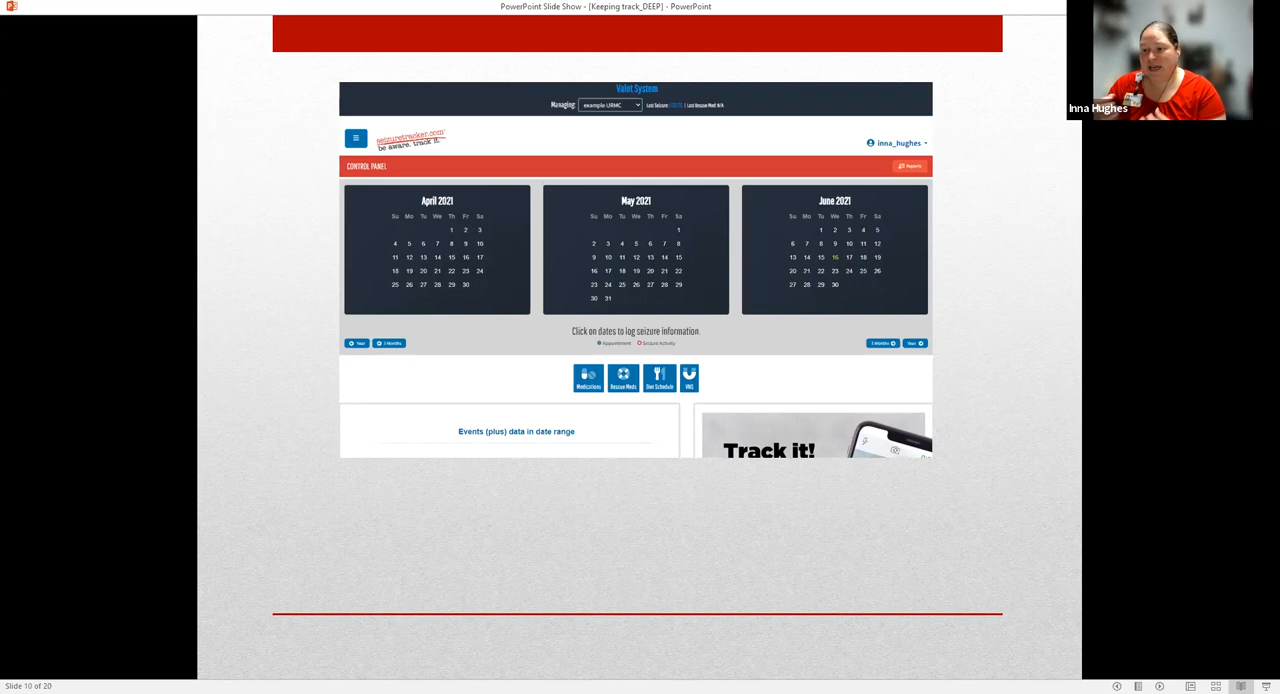 PowerPoint Slide Show - [Keeping track_DEEP] - PowerPoint
Inna Hughes
Valet System
Managing: example URMC Last Seizure: | Last Rescue Med: N/A
seizuretracker.com
be aware. track it.
inna_hughes
CONTROL PANEL
Reports
April 2021
Su Mo Tu We Th Fr Sa
1 2 3
4 5 6 7 8 9 10
11 12 13 14 15 16 17
18 19 20 21 22 23 24
25 26 27 28 29 30
May 2021
Su Mo Tu We Th Fr Sa
1
2 3 4 5 6 7 8
9 10 11 12 13 14 15
16 17 18 19 20 21 22
23 24 25 26 27 28 29
30 31
June 2021
Su Mo Tu We Th Fr Sa
1 2 3 4 5
6 7 8 9 10 11 12
13 14 15 16 17 18 19
20 21 22 23 24 25 26
27 28 29 30
Click on dates to log seizure information.
Year 3 Months
Appointment Seizure Activity
3 Months Year
Medications Rescue Meds Diet Schedule VNS
Events (plus) data in date range
Track it!
Slide 10 of 20